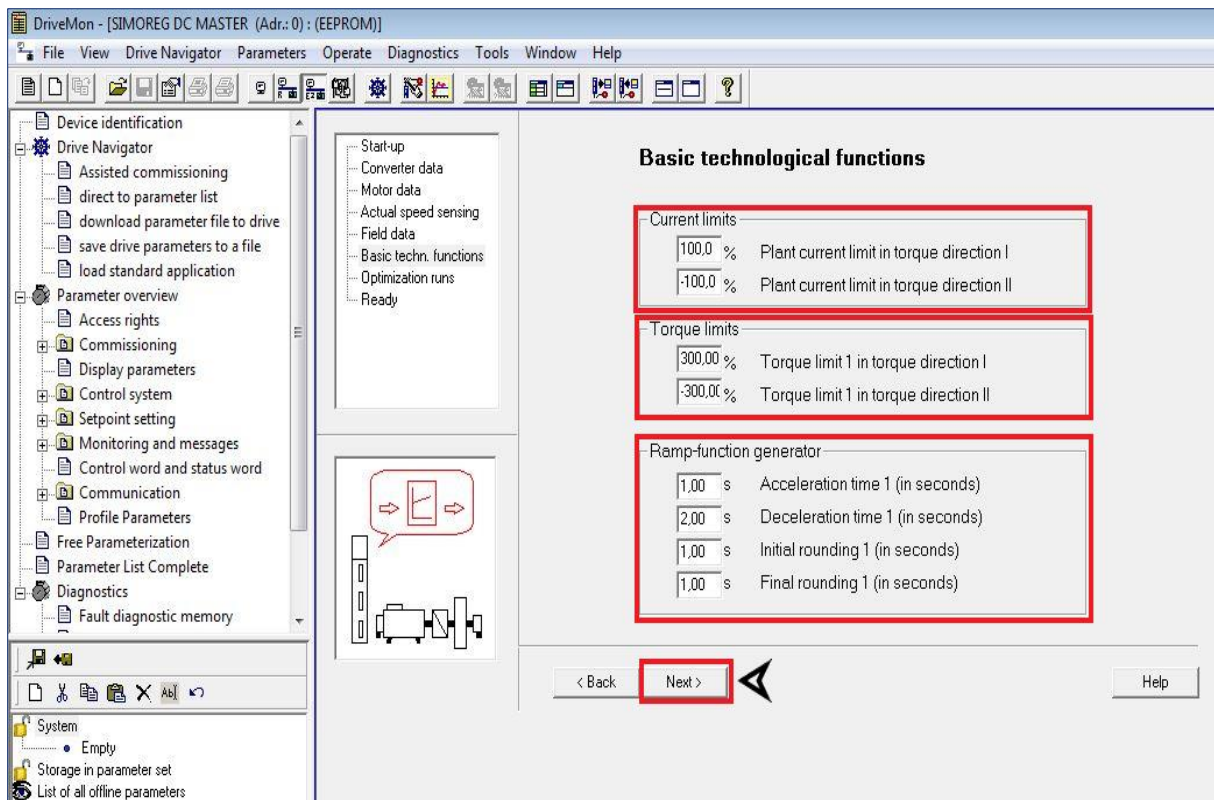 DriveMon - [SIMOREG DC MASTER (Adr.: 0) : (EEPROM)]
File View Drive Navigator Parameters Operate Diagnostics Tools Window Help
Device identification
Drive Navigator
Assisted commissioning
direct to parameter list
download parameter file to drive
save drive parameters to a file
load standard application
Parameter overview
Access rights
Commissioning
Display parameters
Control system
Setpoint setting
Monitoring and messages
Control word and status word
Communication
Profile Parameters
Free Parameterization
Parameter List Complete
Diagnostics
Fault diagnostic memory
System
Empty
Storage in parameter set
List of all offline parameters
Start-up
Converter data
Motor data
Actual speed sensing
Field data
Basic techn. functions
Optimization runs
Ready
Basic technological functions
Current limits
100,0 % Plant current limit in torque direction I
-100,0 % Plant current limit in torque direction II
Torque limits
300,00 % Torque limit 1 in torque direction I
-300,0 % Torque limit 1 in torque direction II
Ramp-function generator
1,00 s Acceleration time 1 (in seconds)
2,00 s Deceleration time 1 (in seconds)
1,00 s Initial rounding 1 (in seconds)
1,00 s Final rounding 1 (in seconds)
< Back Next > Help